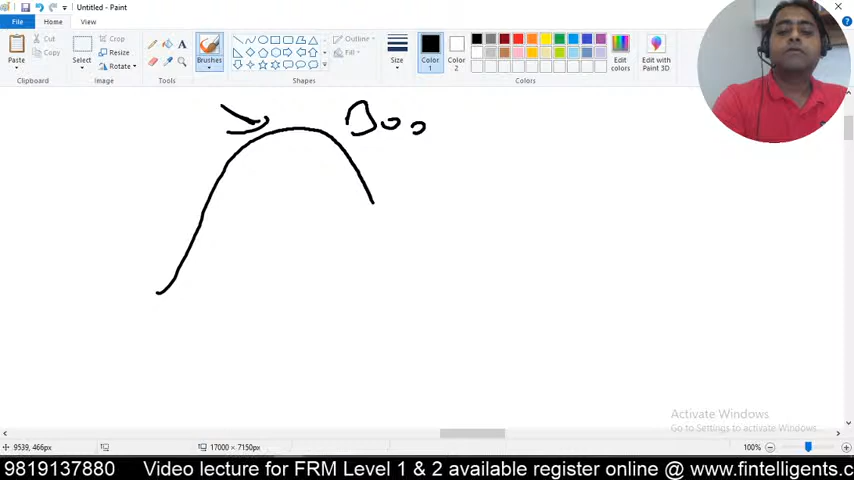 Untitled - Paint
File Home View
Paste Cut Copy Clipboard
Select Crop Resize Rotate Image
Tools
Brushes
Shapes Outline Fill
Size
Color 1 Color 2 Colors
Edit colors
Edit with Paint 3D
Boo
Activate Windows
Go to Settings to activate Windows.
9539, 466px 17000 × 7150px 100%
9819137880 Video lecture for FRM Level 1 & 2 available register online @ www.fintelligents.c